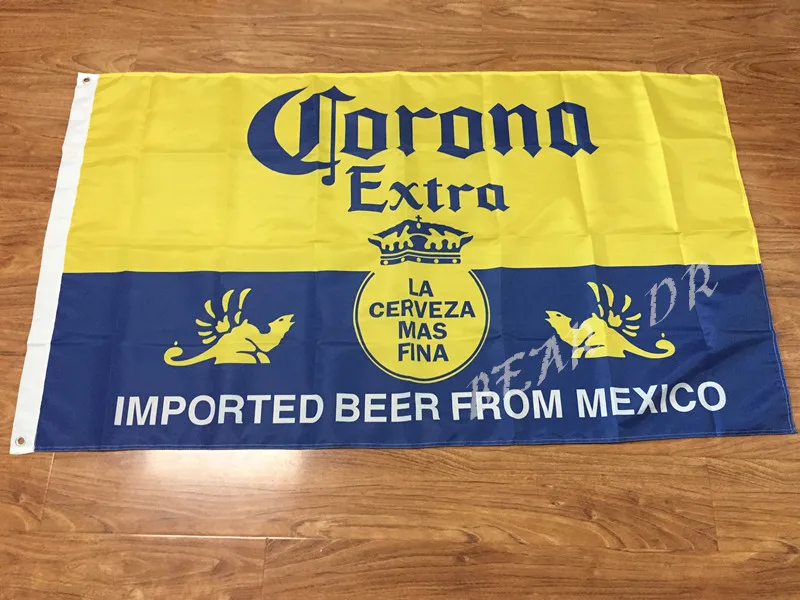 Corona
Extra
LA
CERVEZA
MAS
FINA
IMPORTED BEER FROM MEXICO